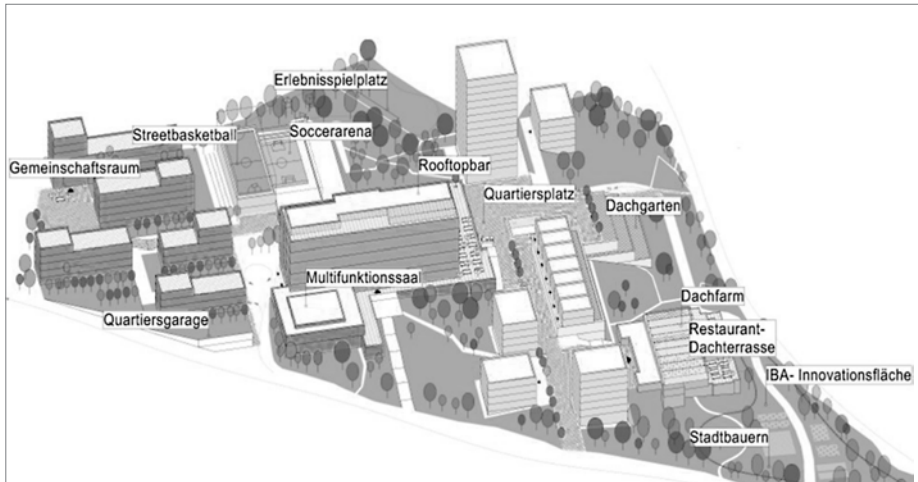 Erlebnisspielplatz
Streetbasketball
Soccerarena
Gemeinschaftsraum
Rooftopbar
Quartiersplatz
Dachgarten
Multifunktionssaal
Dachfarm
Quartiersgarage
Restaurant-
Dachterrasse
IBA- Innovationsfläche
Stadtbauern